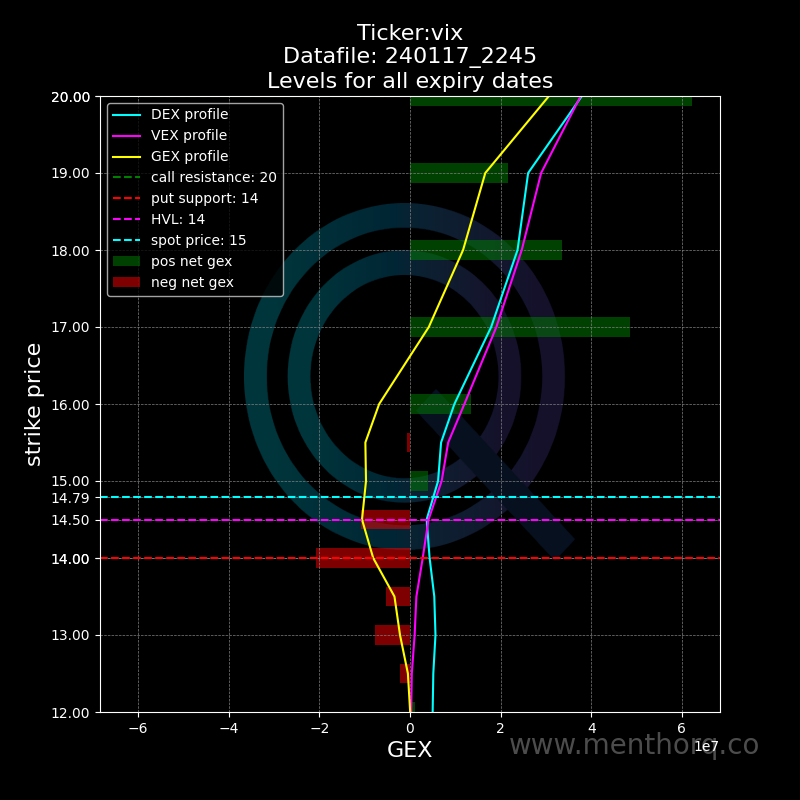 Ticker:vix
Datafile: 240117_2245
Levels for all expiry dates
DEX profile
VEX profile
GEX profile
call resistance: 20
put support: 14
HVL: 14
spot price: 15
pos net gex
neg net gex
strike price
20.00
19.00
18.00
17.00
16.00
15.00
14.79
14.50
14.00
13.00
12.00
−6
−4
−2
0
2
4
6
1e7
GEX
www.menthorq.co